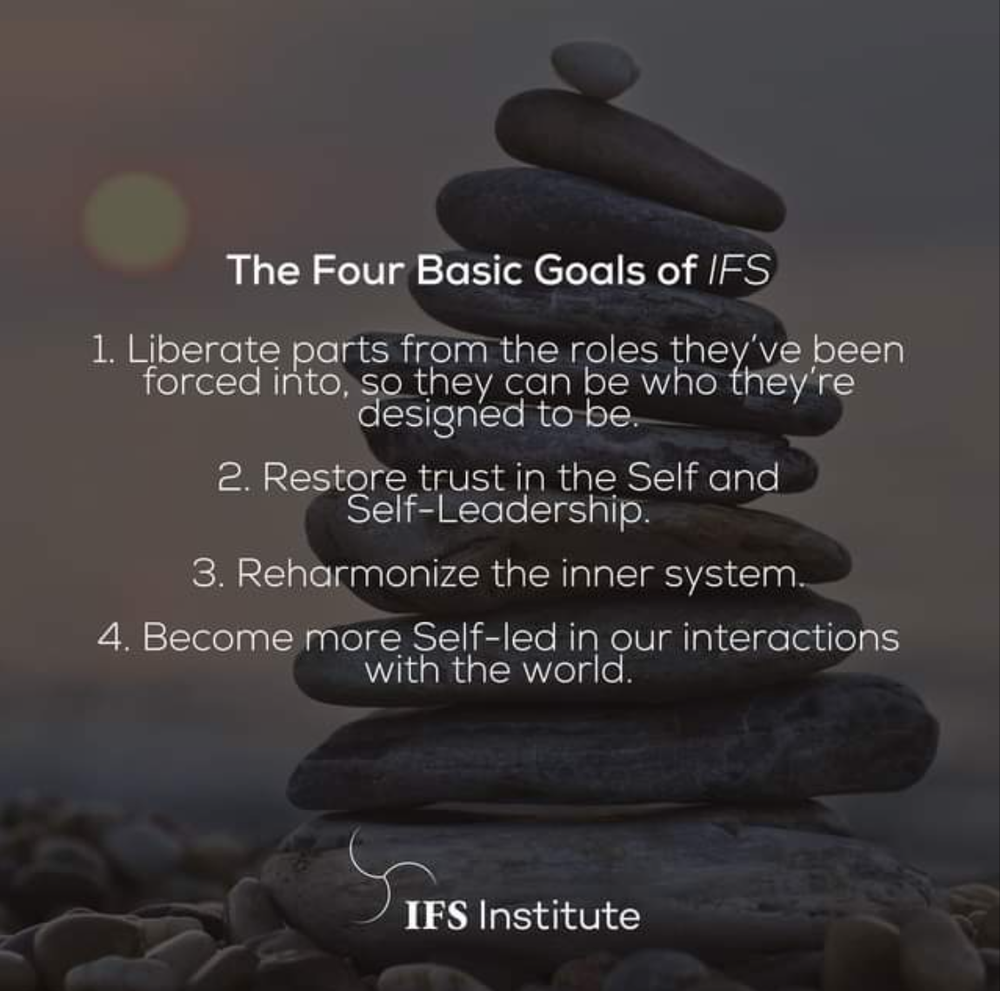 The Four Basic Goals of IFS
1. Liberate parts from the roles they've been
forced into, so they can be who they're
designed to be.
2. Restore trust in the Self and
Self-Leadership.
3. Reharmonize the inner system.
4. Become more Self-led in our interactions
with the world.
IFS Institute